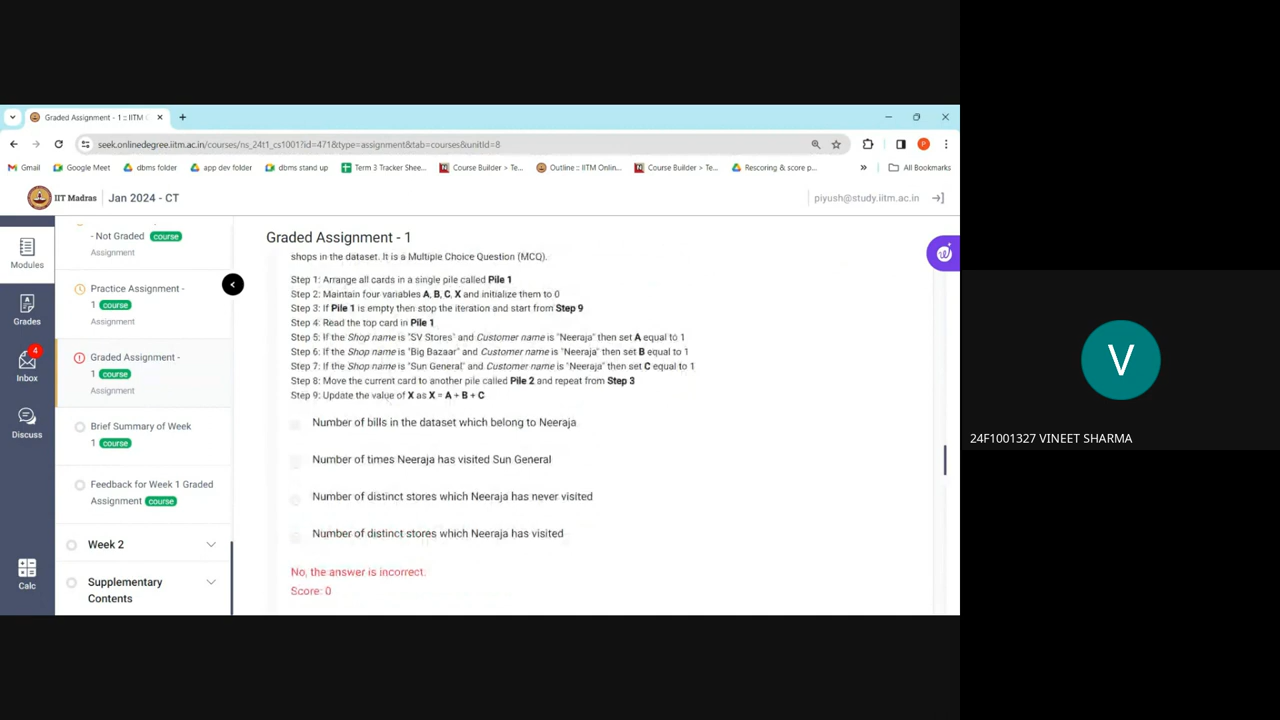 Graded Assignment - 1 :: IITM
seek.onlinedegree.iitm.ac.in/courses/ns_24t1_cs1001?id=471&type=assignment&tab=courses&unitId=8
Gmail
Google Meet
dbms folder
app dev folder
dbms stand up
Term 3 Tracker Shee...
Course Builder > Te...
Outline :: IITM Onlin...
Course Builder > Te...
Rescoring & score p...
»
All Bookmarks
IIT Madras
Jan 2024 - CT
piyush@study.iitm.ac.in
Modules
Grades
4
Inbox
Discuss
Calc
- Not Graded course
Assignment
Practice Assignment -
1 course
Assignment
Graded Assignment -
1 course
Assignment
Brief Summary of Week
1 course
Feedback for Week 1 Graded
Assignment course
Week 2
Supplementary
Contents
Graded Assignment - 1
shops in the dataset. It is a Multiple Choice Question (MCQ).
Step 1: Arrange all cards in a single pile called Pile 1
Step 2: Maintain four variables A, B, C, X and initialize them to 0
Step 3: If Pile 1 is empty then stop the iteration and start from Step 9
Step 4: Read the top card in Pile 1
Step 5: If the Shop name is "SV Stores" and Customer name is "Neeraja" then set A equal to 1
Step 6: If the Shop name is "Big Bazaar" and Customer name is "Neeraja" then set B equal to 1
Step 7: If the Shop name is "Sun General" and Customer name is "Neeraja" then set C equal to 1
Step 8: Move the current card to another pile called Pile 2 and repeat from Step 3
Step 9: Update the value of X as X = A + B + C
Number of bills in the dataset which belong to Neeraja
Number of times Neeraja has visited Sun General
Number of distinct stores which Neeraja has never visited
Number of distinct stores which Neeraja has visited
No, the answer is incorrect.
Score: 0
V
24F1001327 VINEET SHARMA